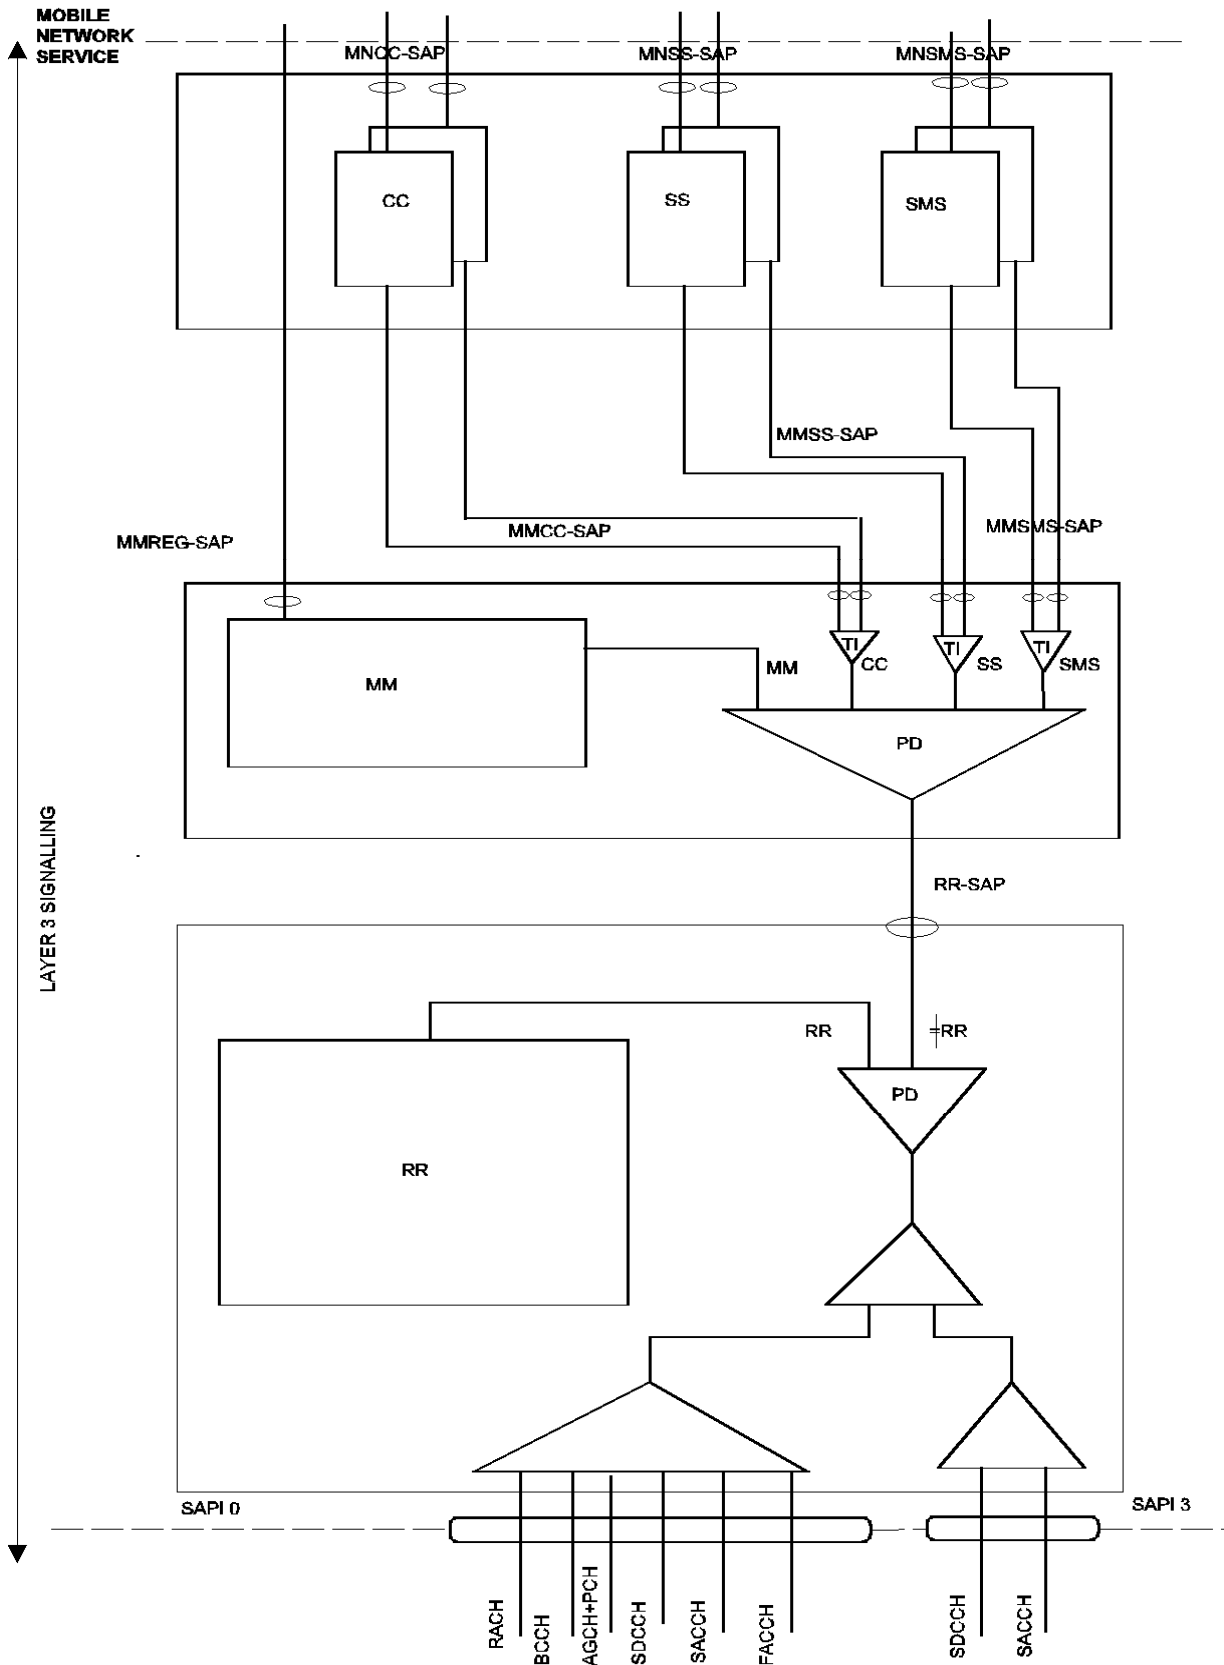 MOBILE
NETWORK
SERVICE
MNCC-SAP
MNSS-SAP
MNSMS-SAP
CC
SS
SMS
MMSS-SAP
MMREG-SAP
MMCC-SAP
MMSMS-SAP
TI
TI
TI
MM
CC
SS
SMS
MM
PD
LAYER 3 SIGNALLING
RR-SAP
RR
≠RR
PD
RR
SAPI 0
SAPI 3
RACH
BCCH
AGCH+PCH
SDCCH
SACCH
FACCH
SDCCH
SACCH